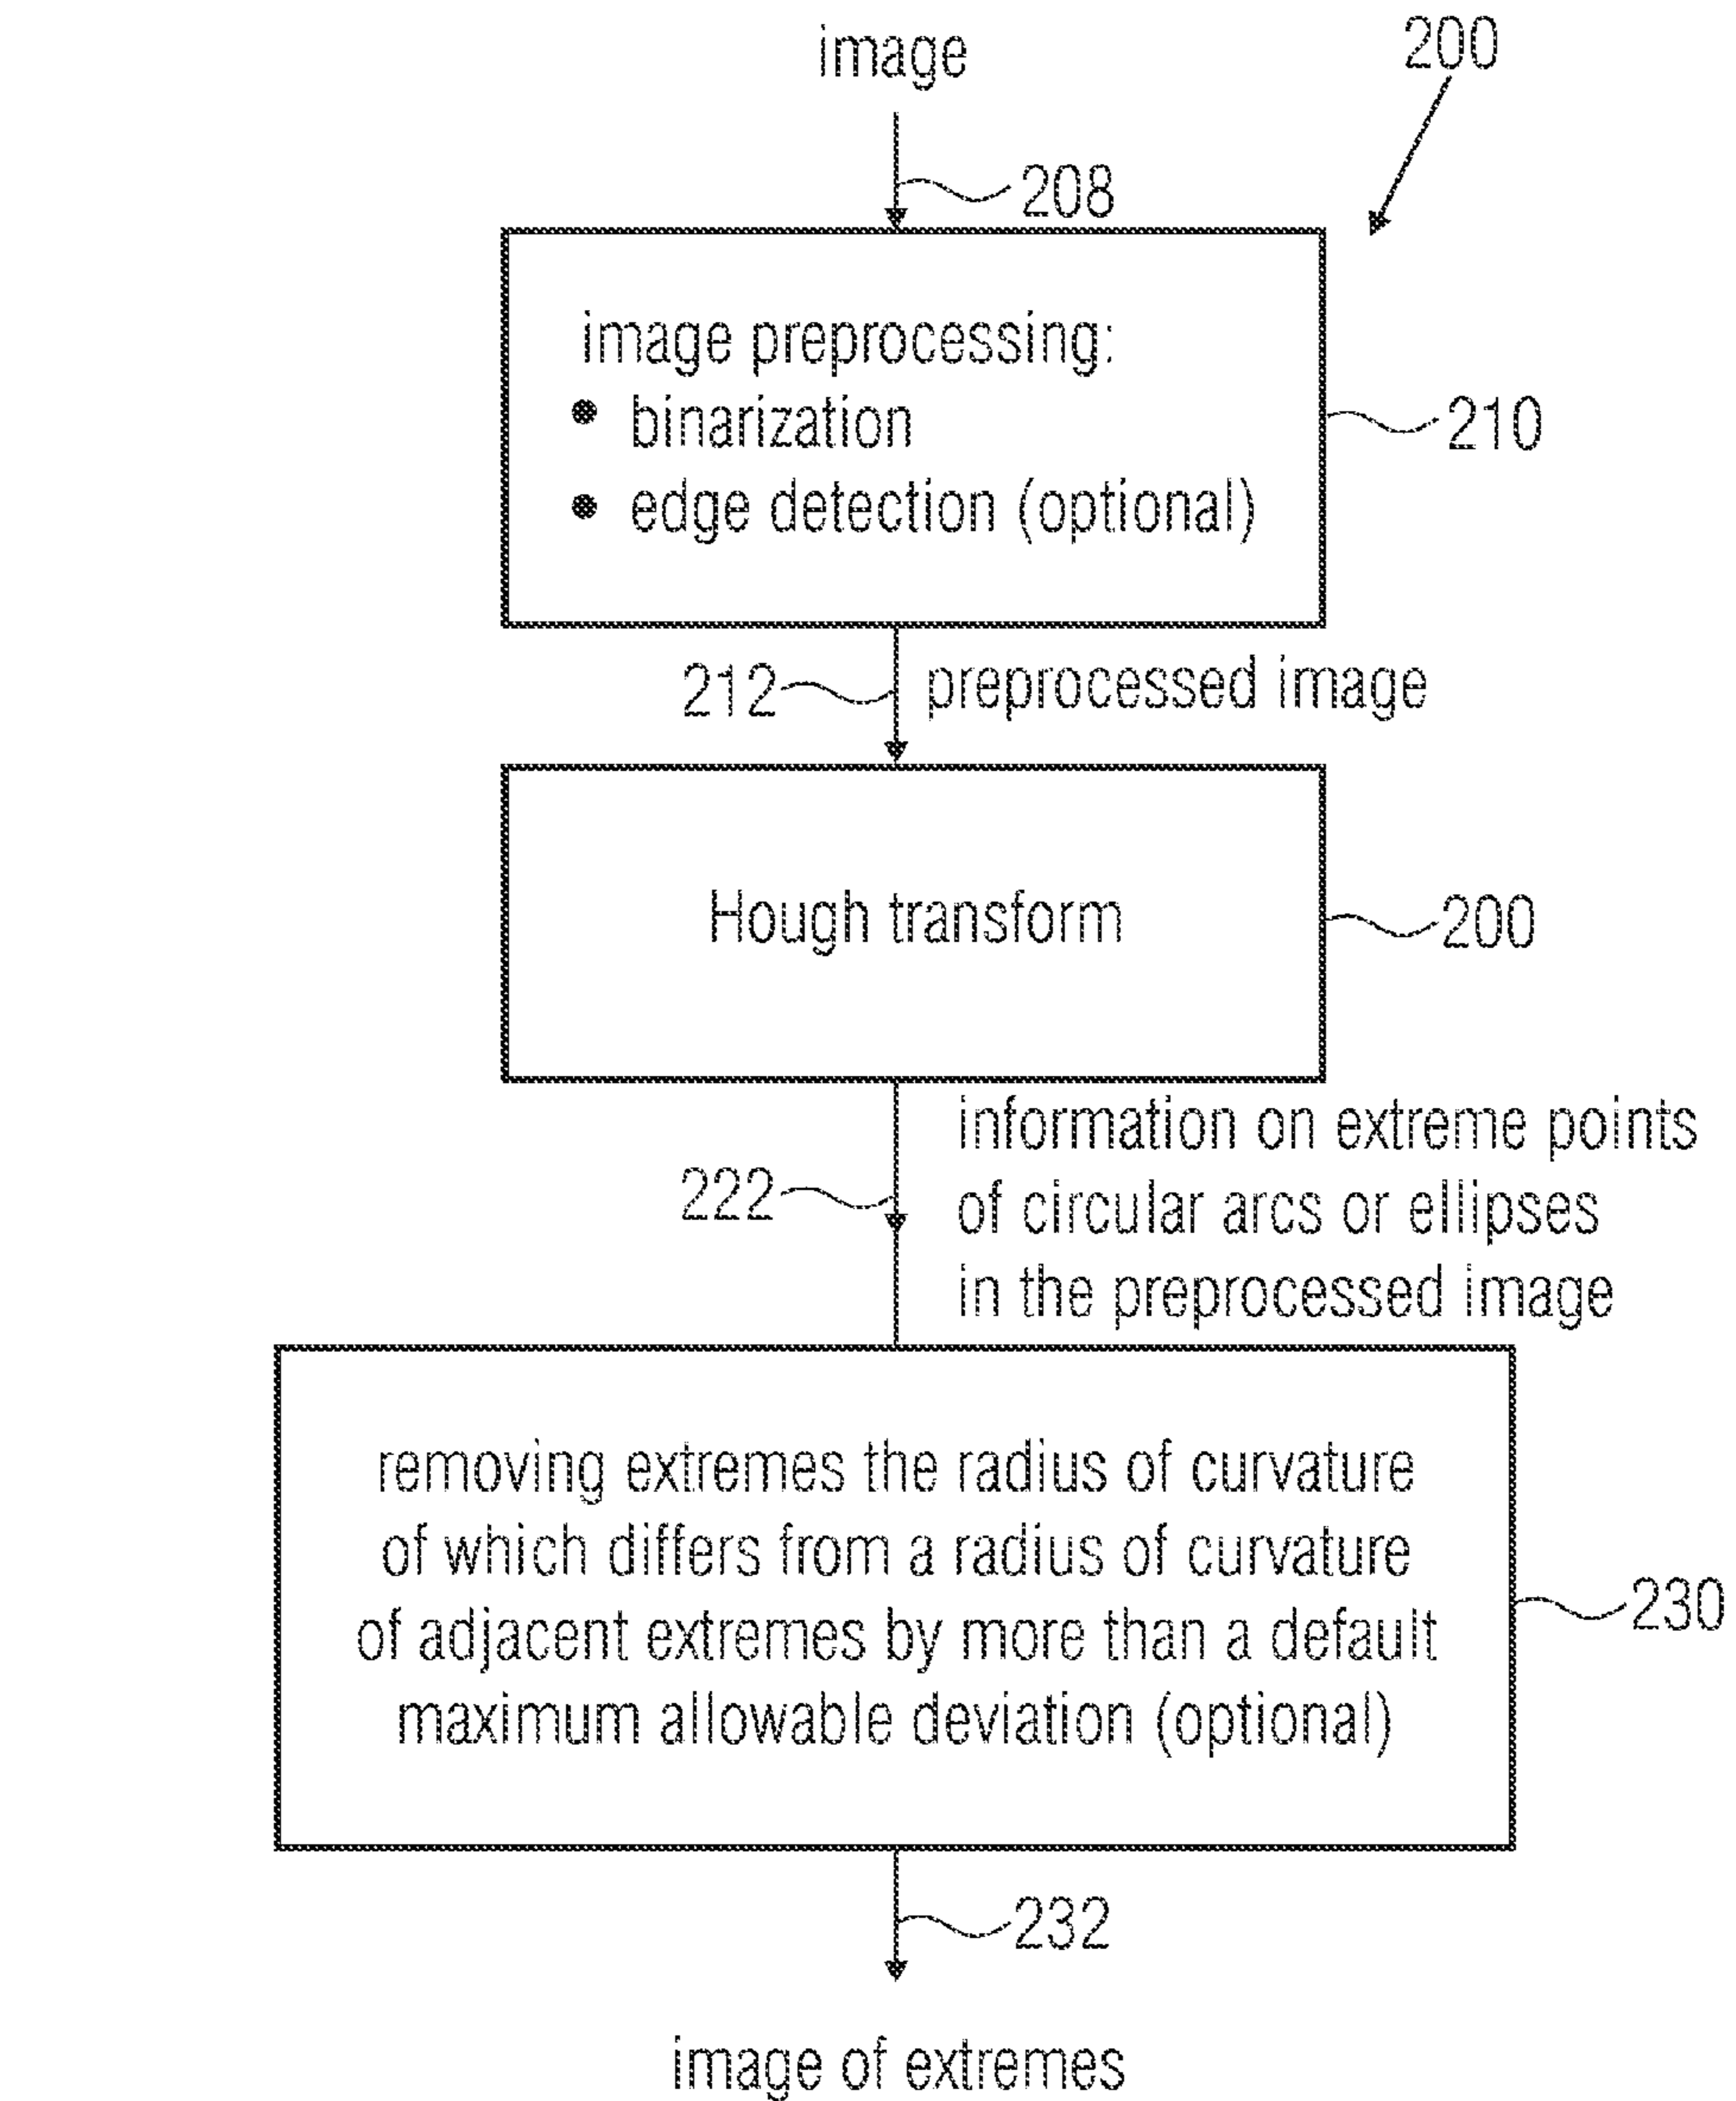 image
200
208
image preprocessing:
• binarization
• edge detection (optional)
210
212
preprocessed image
Hough transform
200
222
information on extreme points
of circular arcs or ellipses
in the preprocessed image
removing extremes the radius of curvature
of which differs from a radius of curvature
of adjacent extremes by more than a default
maximum allowable deviation (optional)
230
232
image of extremes